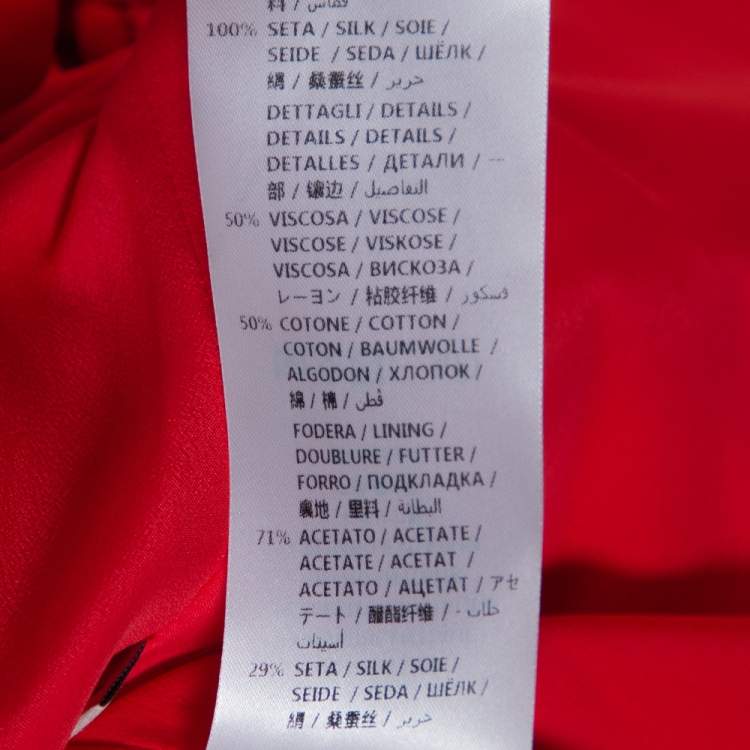 料 / قماش
100% SETA / SILK / SOIE /
SEIDE / SEDA / ШЁЛК /
絹 / 桑蚕丝 / حرير
DETTAGLI / DETAILS /
DETAILS / DETAILS /
DETALLES / ДЕТАЛИ / 一
部 / 镶边 / التفاصيل
50% VISCOSA / VISCOSE /
VISCOSE / VISKOSE /
VISCOSA / ВИСКОЗА /
レーヨン / 粘胶纤维 / فسكور
50% COTONE / COTTON /
COTON / BAUMWOLLE /
ALGODON / ХЛОПОК /
綿 / 棉 / قطن
FODERA / LINING /
DOUBLURE / FUTTER /
FORRO / ПОДКЛАДКА /
裏地 / 里料 / البطانة
71% ACETATO / ACETATE /
ACETATE / ACETAT /
ACETATO / АЦЕТАТ / アセ
テート / 醋酯纤维 /
أسيتات
29% SETA / SILK / SOIE /
SEIDE / SEDA / ШЁЛК /
絹 / 桑蚕丝 / حرير